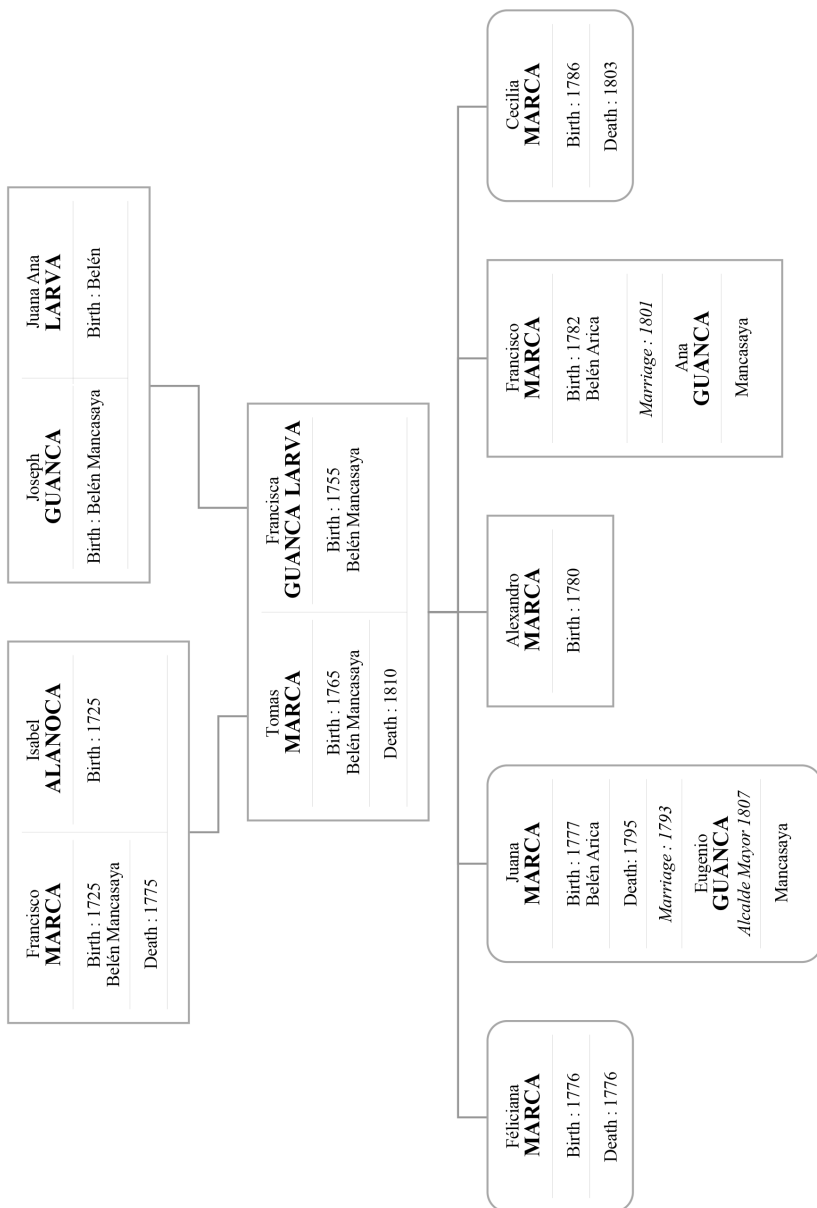 Francisco
MARCA
Birth : 1725
Belén Mancasaya
Death : 1775
Isabel
ALANOCA
Birth : 1725
Joseph
GUANCA
Birth : Belén Mancasaya
Juana Ana
LARVA
Birth : Belén
Tomas
MARCA
Birth : 1765
Belén Mancasaya
Death : 1810
Francisca
GUANCA LARVA
Birth : 1755
Belén Mancasaya
Féliciana
MARCA
Birth : 1776
Death : 1776
Juana
MARCA
Birth : 1777
Belén Arica
Death: 1795
Marriage : 1793
Eugenio
GUANCA
Alcalde Mayor 1807
Mancasaya
Alexandro
MARCA
Birth : 1780
Francisco
MARCA
Birth : 1782
Belén Arica
Marriage : 1801
Ana
GUANCA
Mancasaya
Cecilia
MARCA
Birth : 1786
Death : 1803